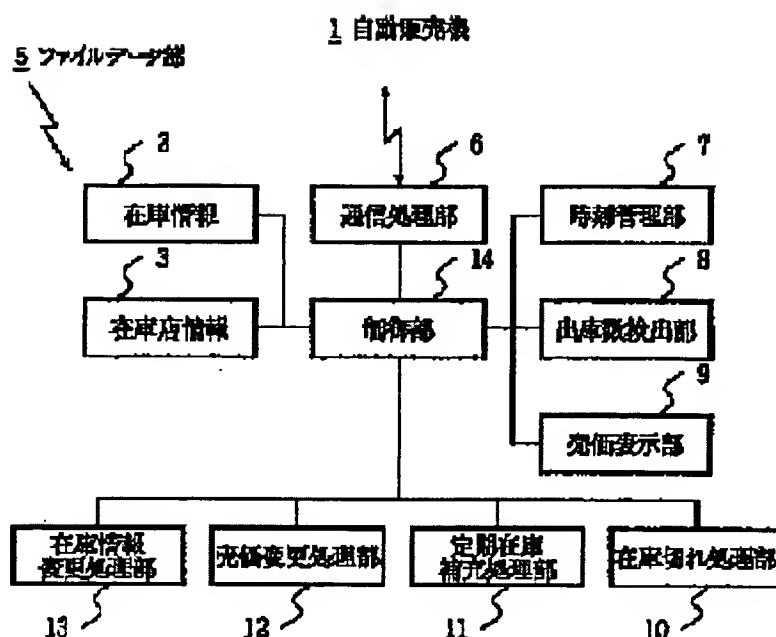 1 自動販売機
5 ファイルデータ部
2
6
7
在庫情報
通信処理部
時刻管理部
3
14
8
在庫店情報
制御部
出庫数検出部
9
売価表示部
在庫情報
変更処理部
売価変更処理部
定期在庫
補充処理部
在庫切れ処理部
13
12
11
10